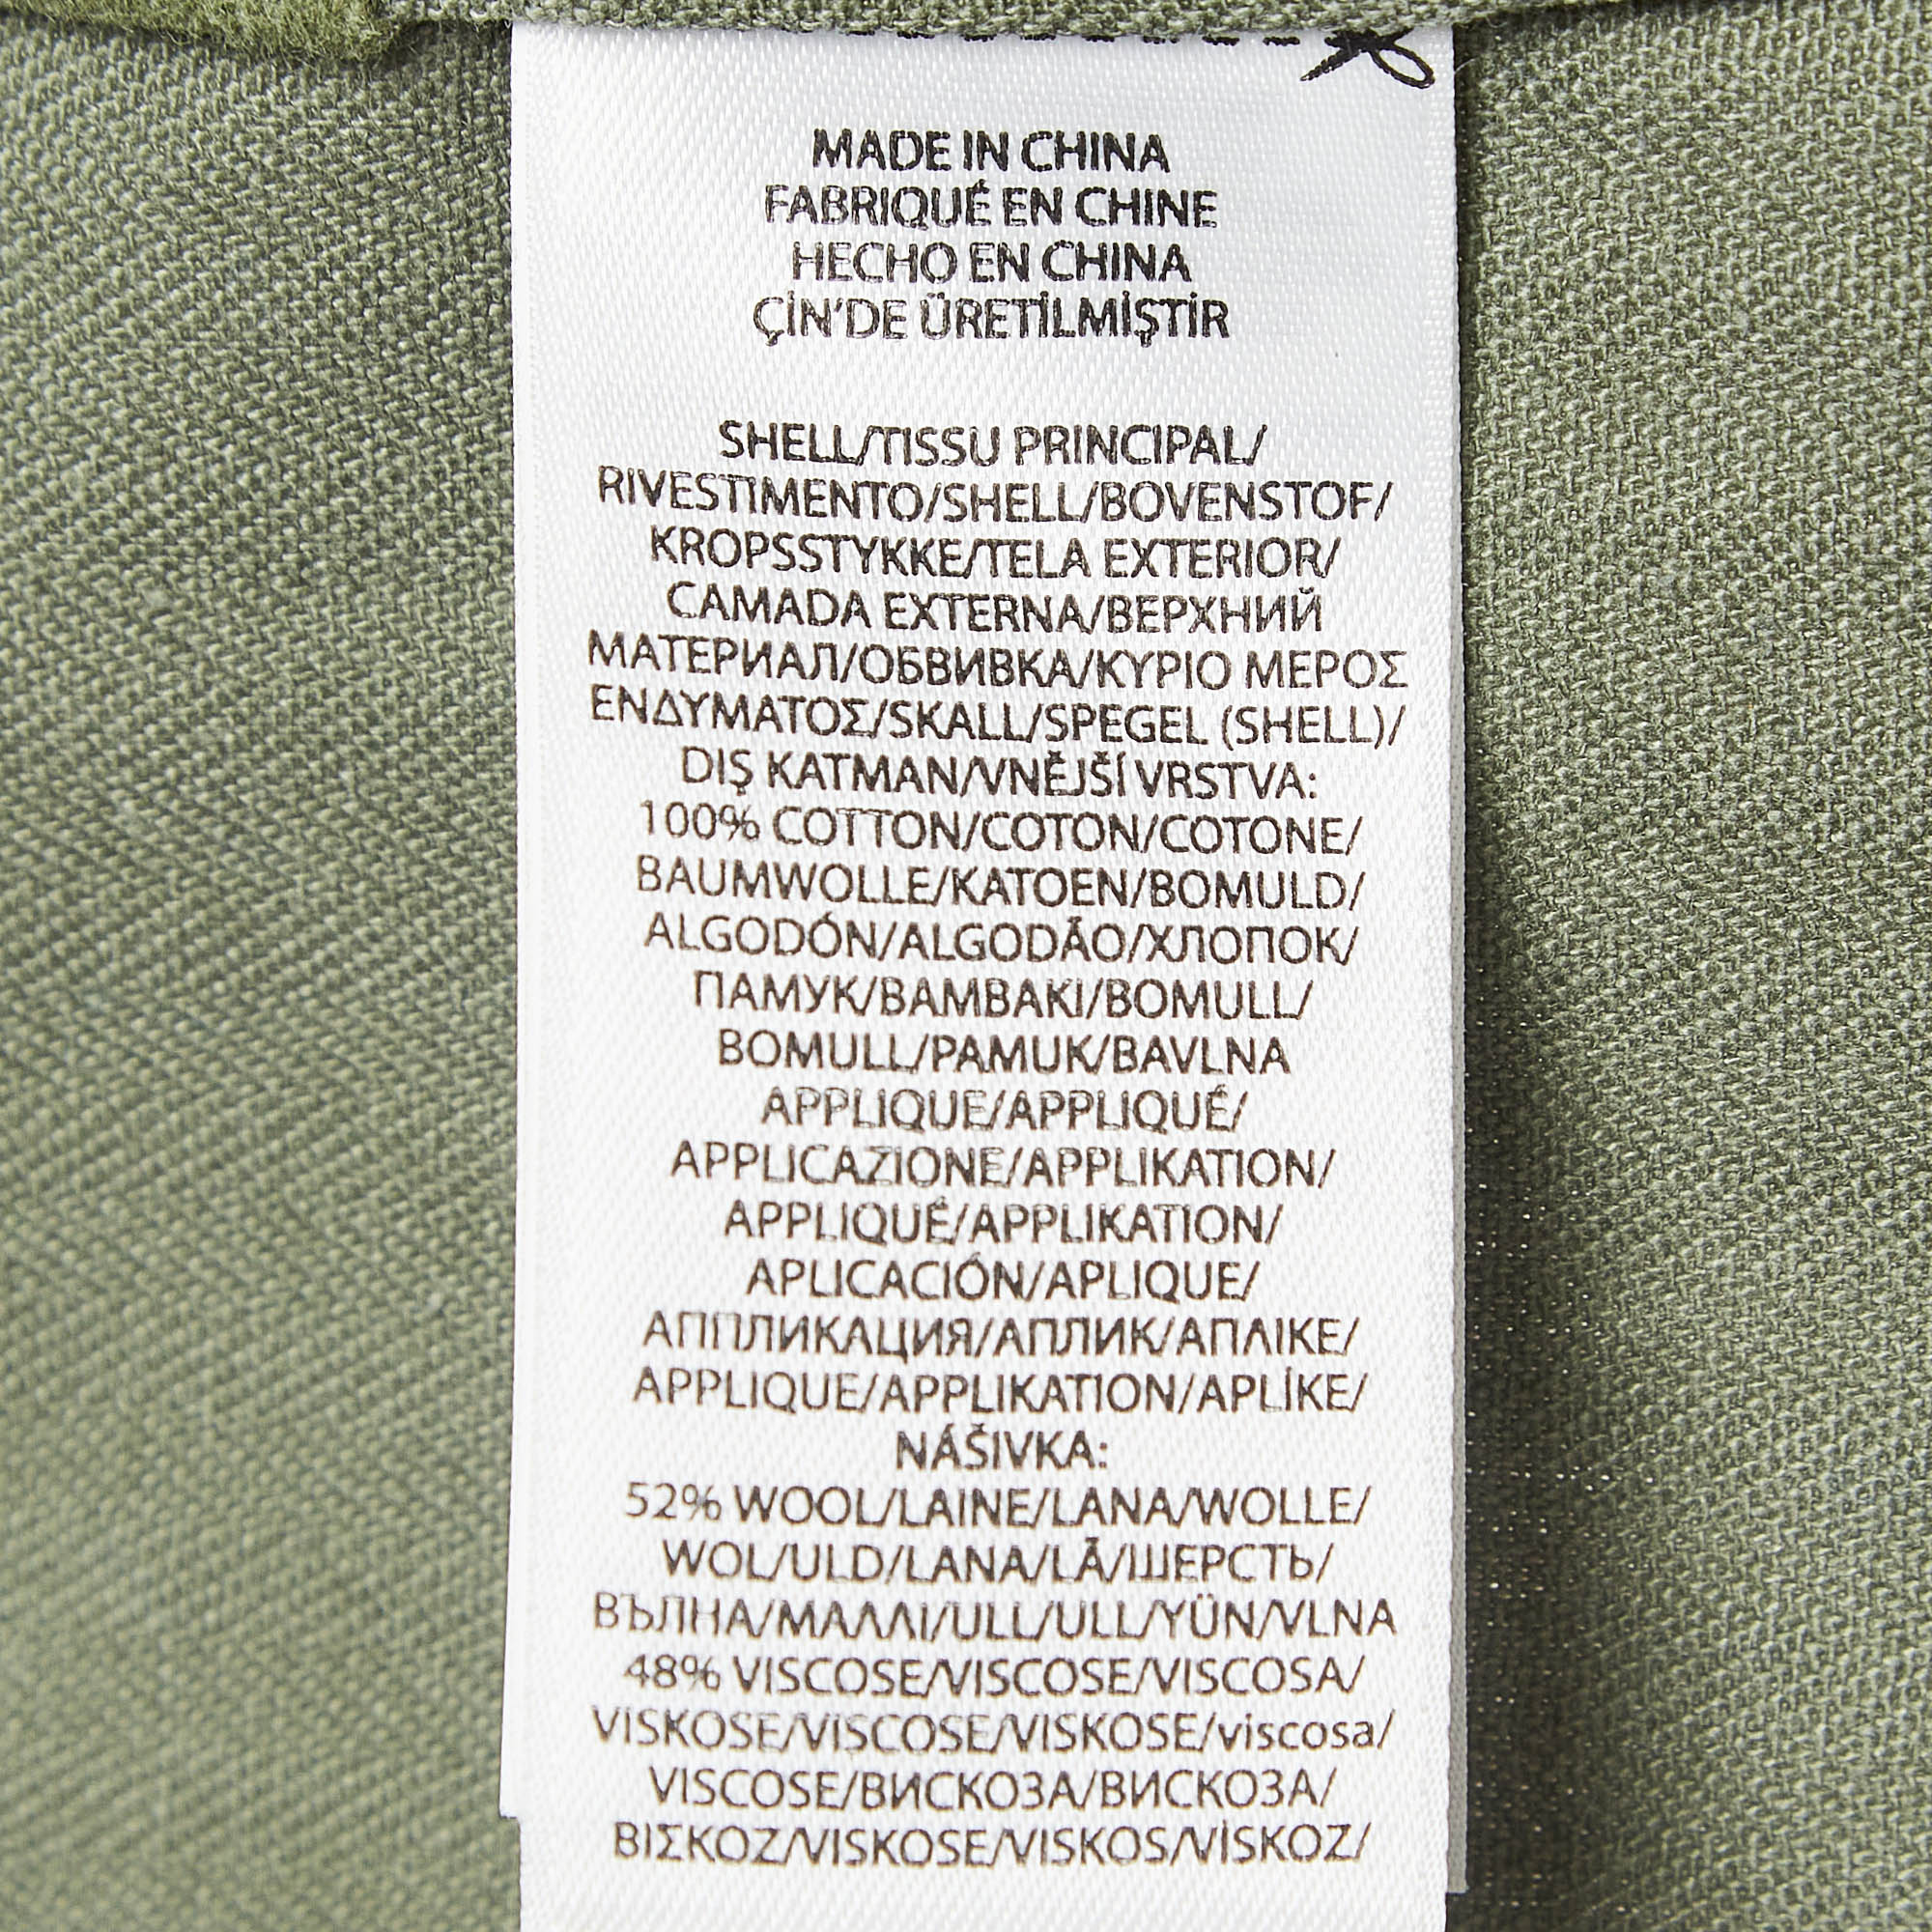 MADE IN CHINA
FABRIQUÉ EN CHINE
HECHO EN CHINA
ÇİN'DE ÜRETİLMİŞTİR
SHELL/TISSU PRINCIPAL/
RIVESTIMENTO/SHELL/BOVENSTOF/
KROPSSTYKKE/TELA EXTERIOR/
CAMADA EXTERNA/ВЕРХНИЙ
МАТЕРИАЛ/ОБВИВКА/ΚΥΡΙΟ ΜΕΡΟΣ
ΕΝΔΥΜΑΤΟΣ/SKALL/SPEGEL (SHELL)/
DIŞ KATMAN/VNĚJŠÍ VRSTVA:
100% COTTON/COTON/COTONE/
BAUMWOLLE/KATOEN/BOMULD/
ALGODÓN/ALGODÃO/ХЛОПОК/
ПАМУК/ΒΑΜΒΑΚΙ/BOMULL/
BOMULL/PAMUK/BAVLNA
APPLIQUE/APPLIQUÉ/
APPLICAZIONE/APPLIKATION/
APPLIQUÉ/APPLIKATION/
APLICACIÓN/APLIQUE/
АППЛИКАЦИЯ/АПЛИК/ΑΠΛΙΚΕ/
APPLIQUE/APPLIKATION/APLİKE/
NÁŠIVKA:
52% WOOL/LAINE/LANA/WOLLE/
WOL/ULD/LANA/LÃ/ШЕРСТЬ/
ВЪЛНА/ΜΑΛΛΙ/ULL/ULL/YÜN/VLNA
48% VISCOSE/VISCOSE/VISCOSA/
VISKOSE/VISCOSE/VISKOSE/viscosa/
VISCOSE/ВИСКОЗА/ВИСКОЗА/
ΒΙΣΚΟΖ/VISKOSE/VISKOS/VİSKOZ/